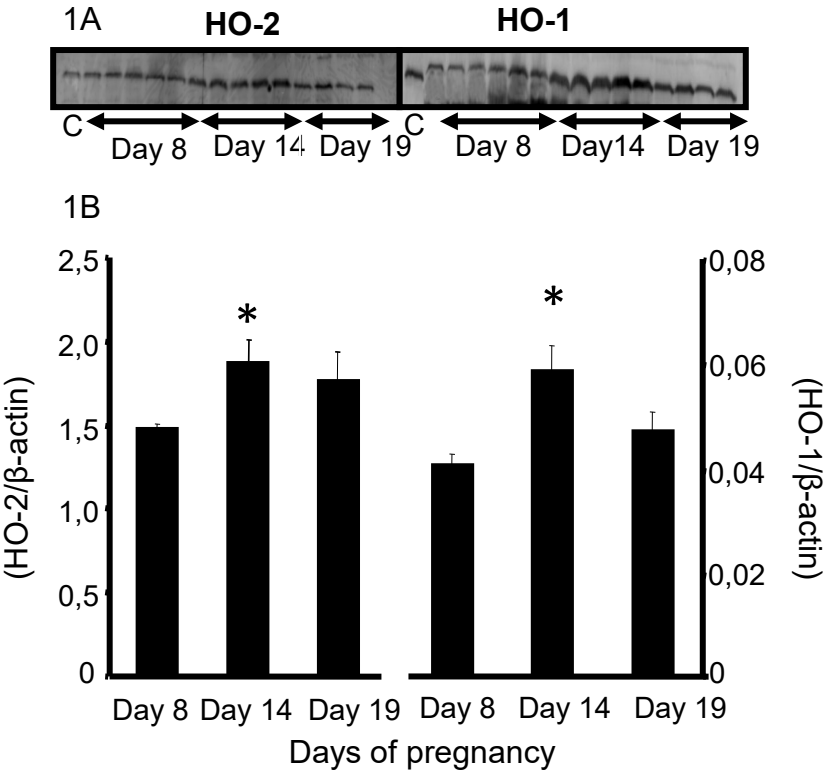 1A HO-2 HO-1
C Day 8 Day 14 Day 19 C Day 8 Day14 Day 19
1B
2,5 0,08
2,0 0,06
1,5 0,04
1,0 0,02
0,5
0 0
(HO-2/β-actin)
(HO-1/β-actin)
* *
Day 8 Day 14 Day 19 Day 8 Day 14 Day 19
Days of pregnancy